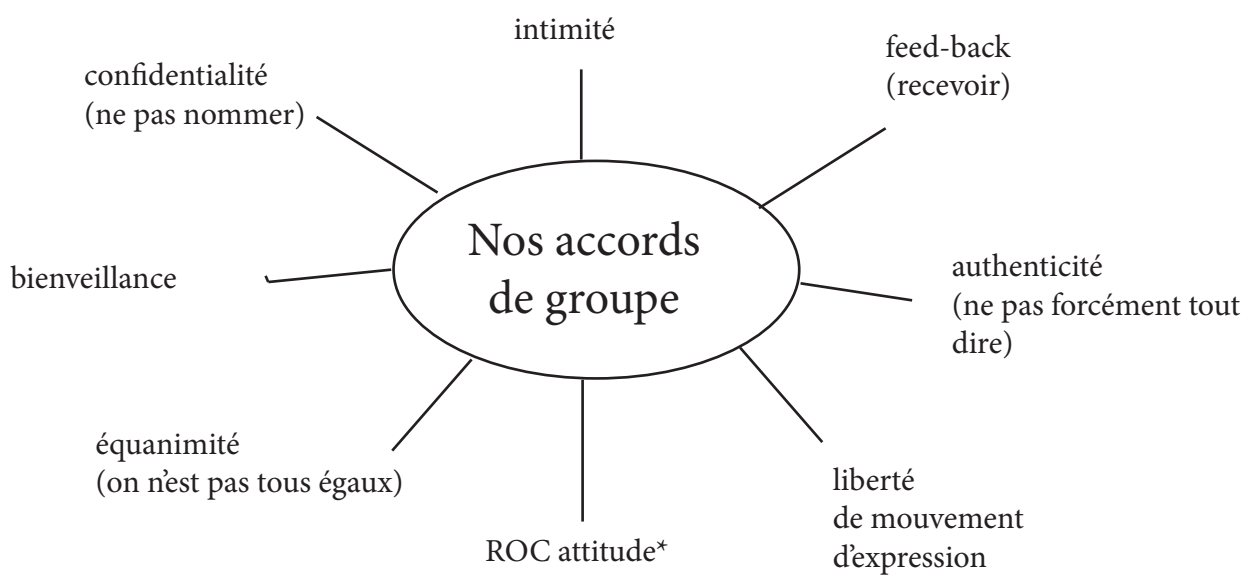 intimité
feed-back
(recevoir)
confidentialité
(ne pas nommer)
Nos accords
de groupe
bienveillance
authenticité
(ne pas forcément tout
dire)
équanimité
(on n'est pas tous égaux)
liberté
de mouvement
d'expression
ROC attitude*